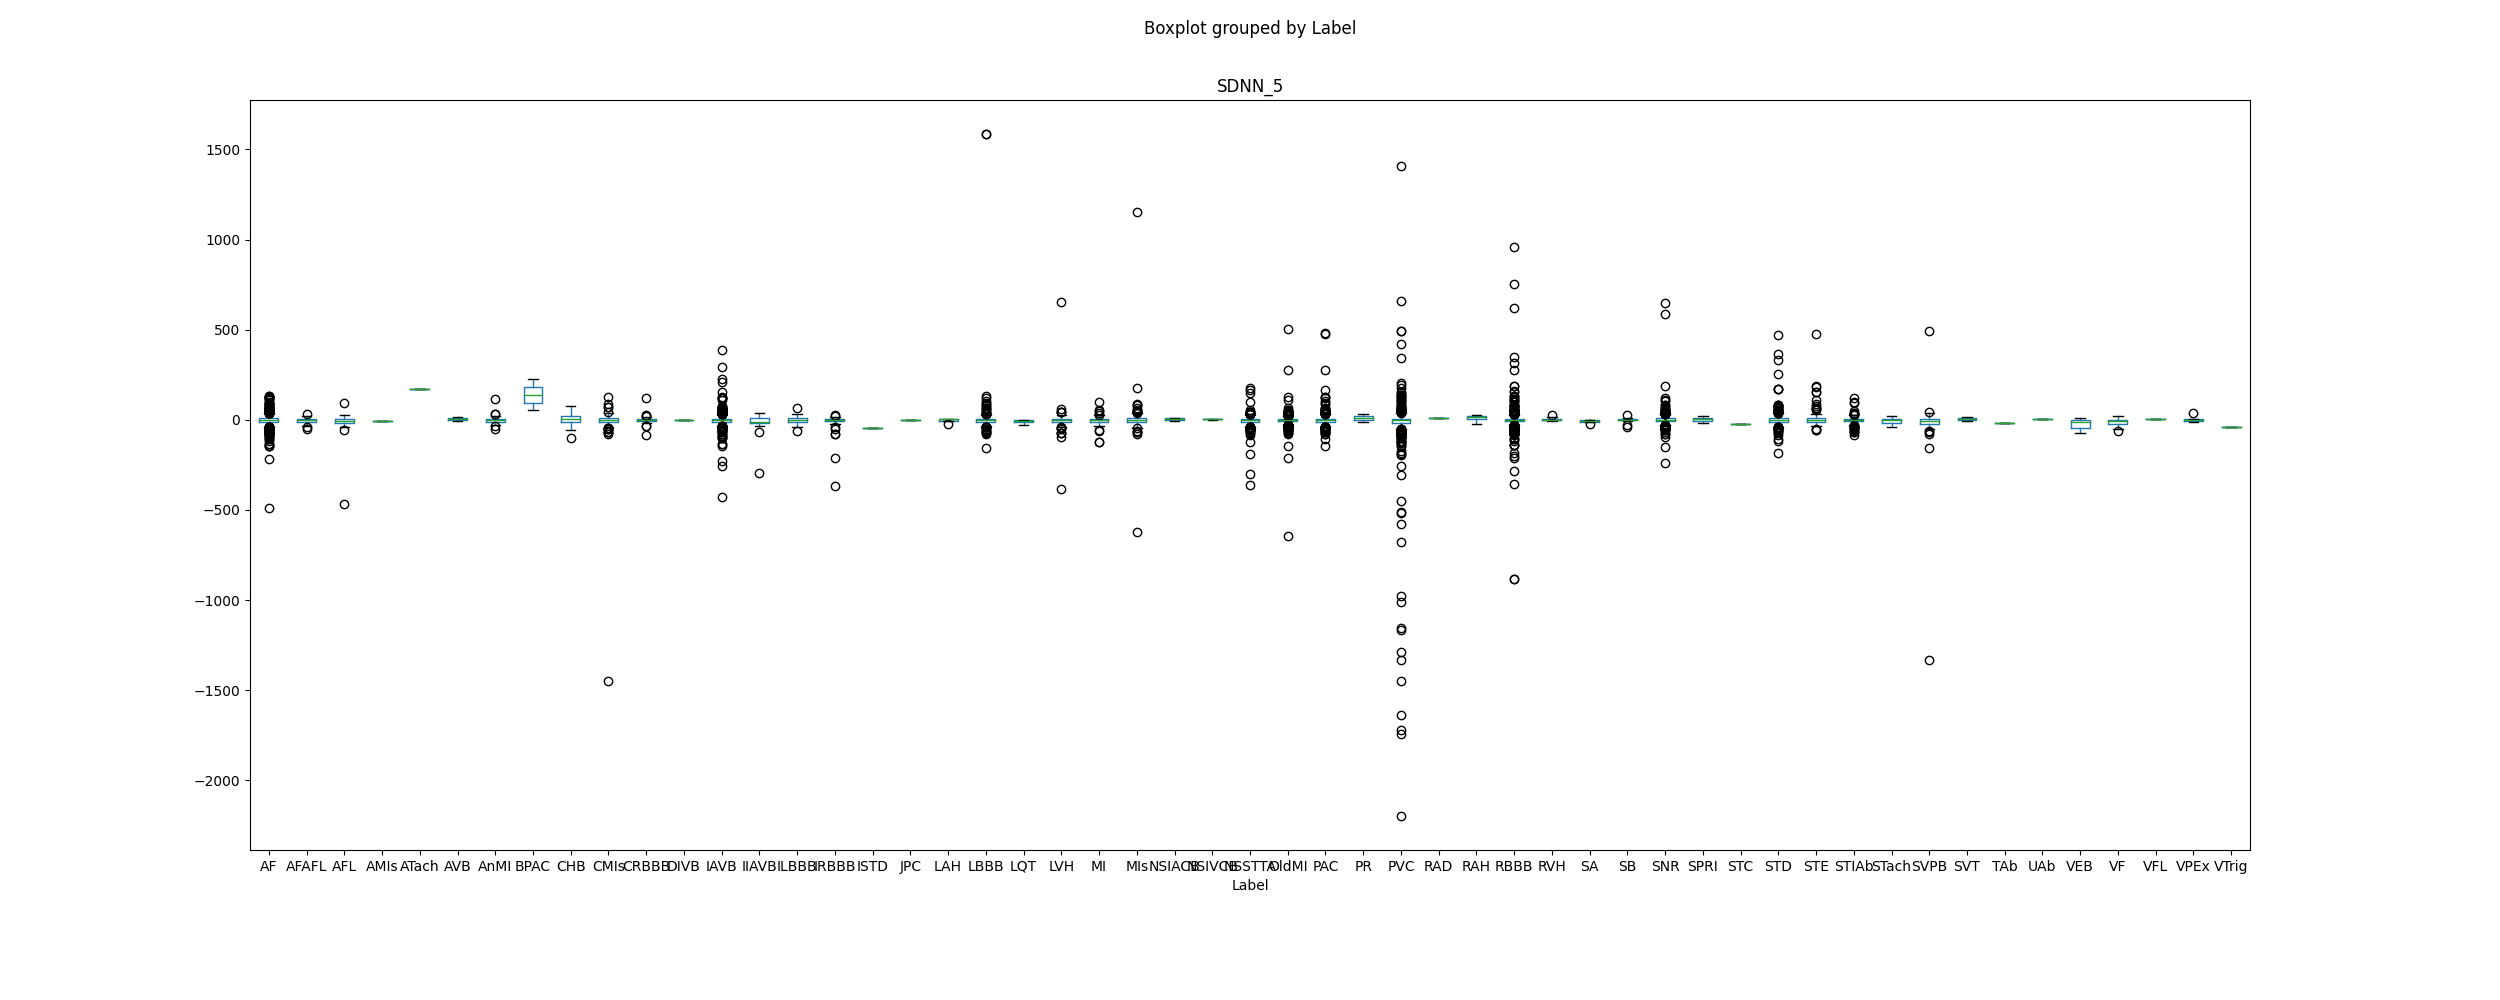 Boxplot grouped by Label
SDNN_5
1500
1000
500
0
−500
−1000
−1500
−2000
AF AFAFL AFL AMIs ATach AVB AnMI BPAC CHB CMIs CRBBB DIVB IAVB IIAVB ILBBB IRBBB ISTD JPC LAH LBBB LQT LVH MI MIs NSIACB NSIVCB NSSTTA OldMI PAC PR PVC RAD RAH RBBB RVH SA SB SNR SPRI STC STD STE STIAb STach SVPB SVT TAb UAb VEB VF VFL VPEx VTrig
Label